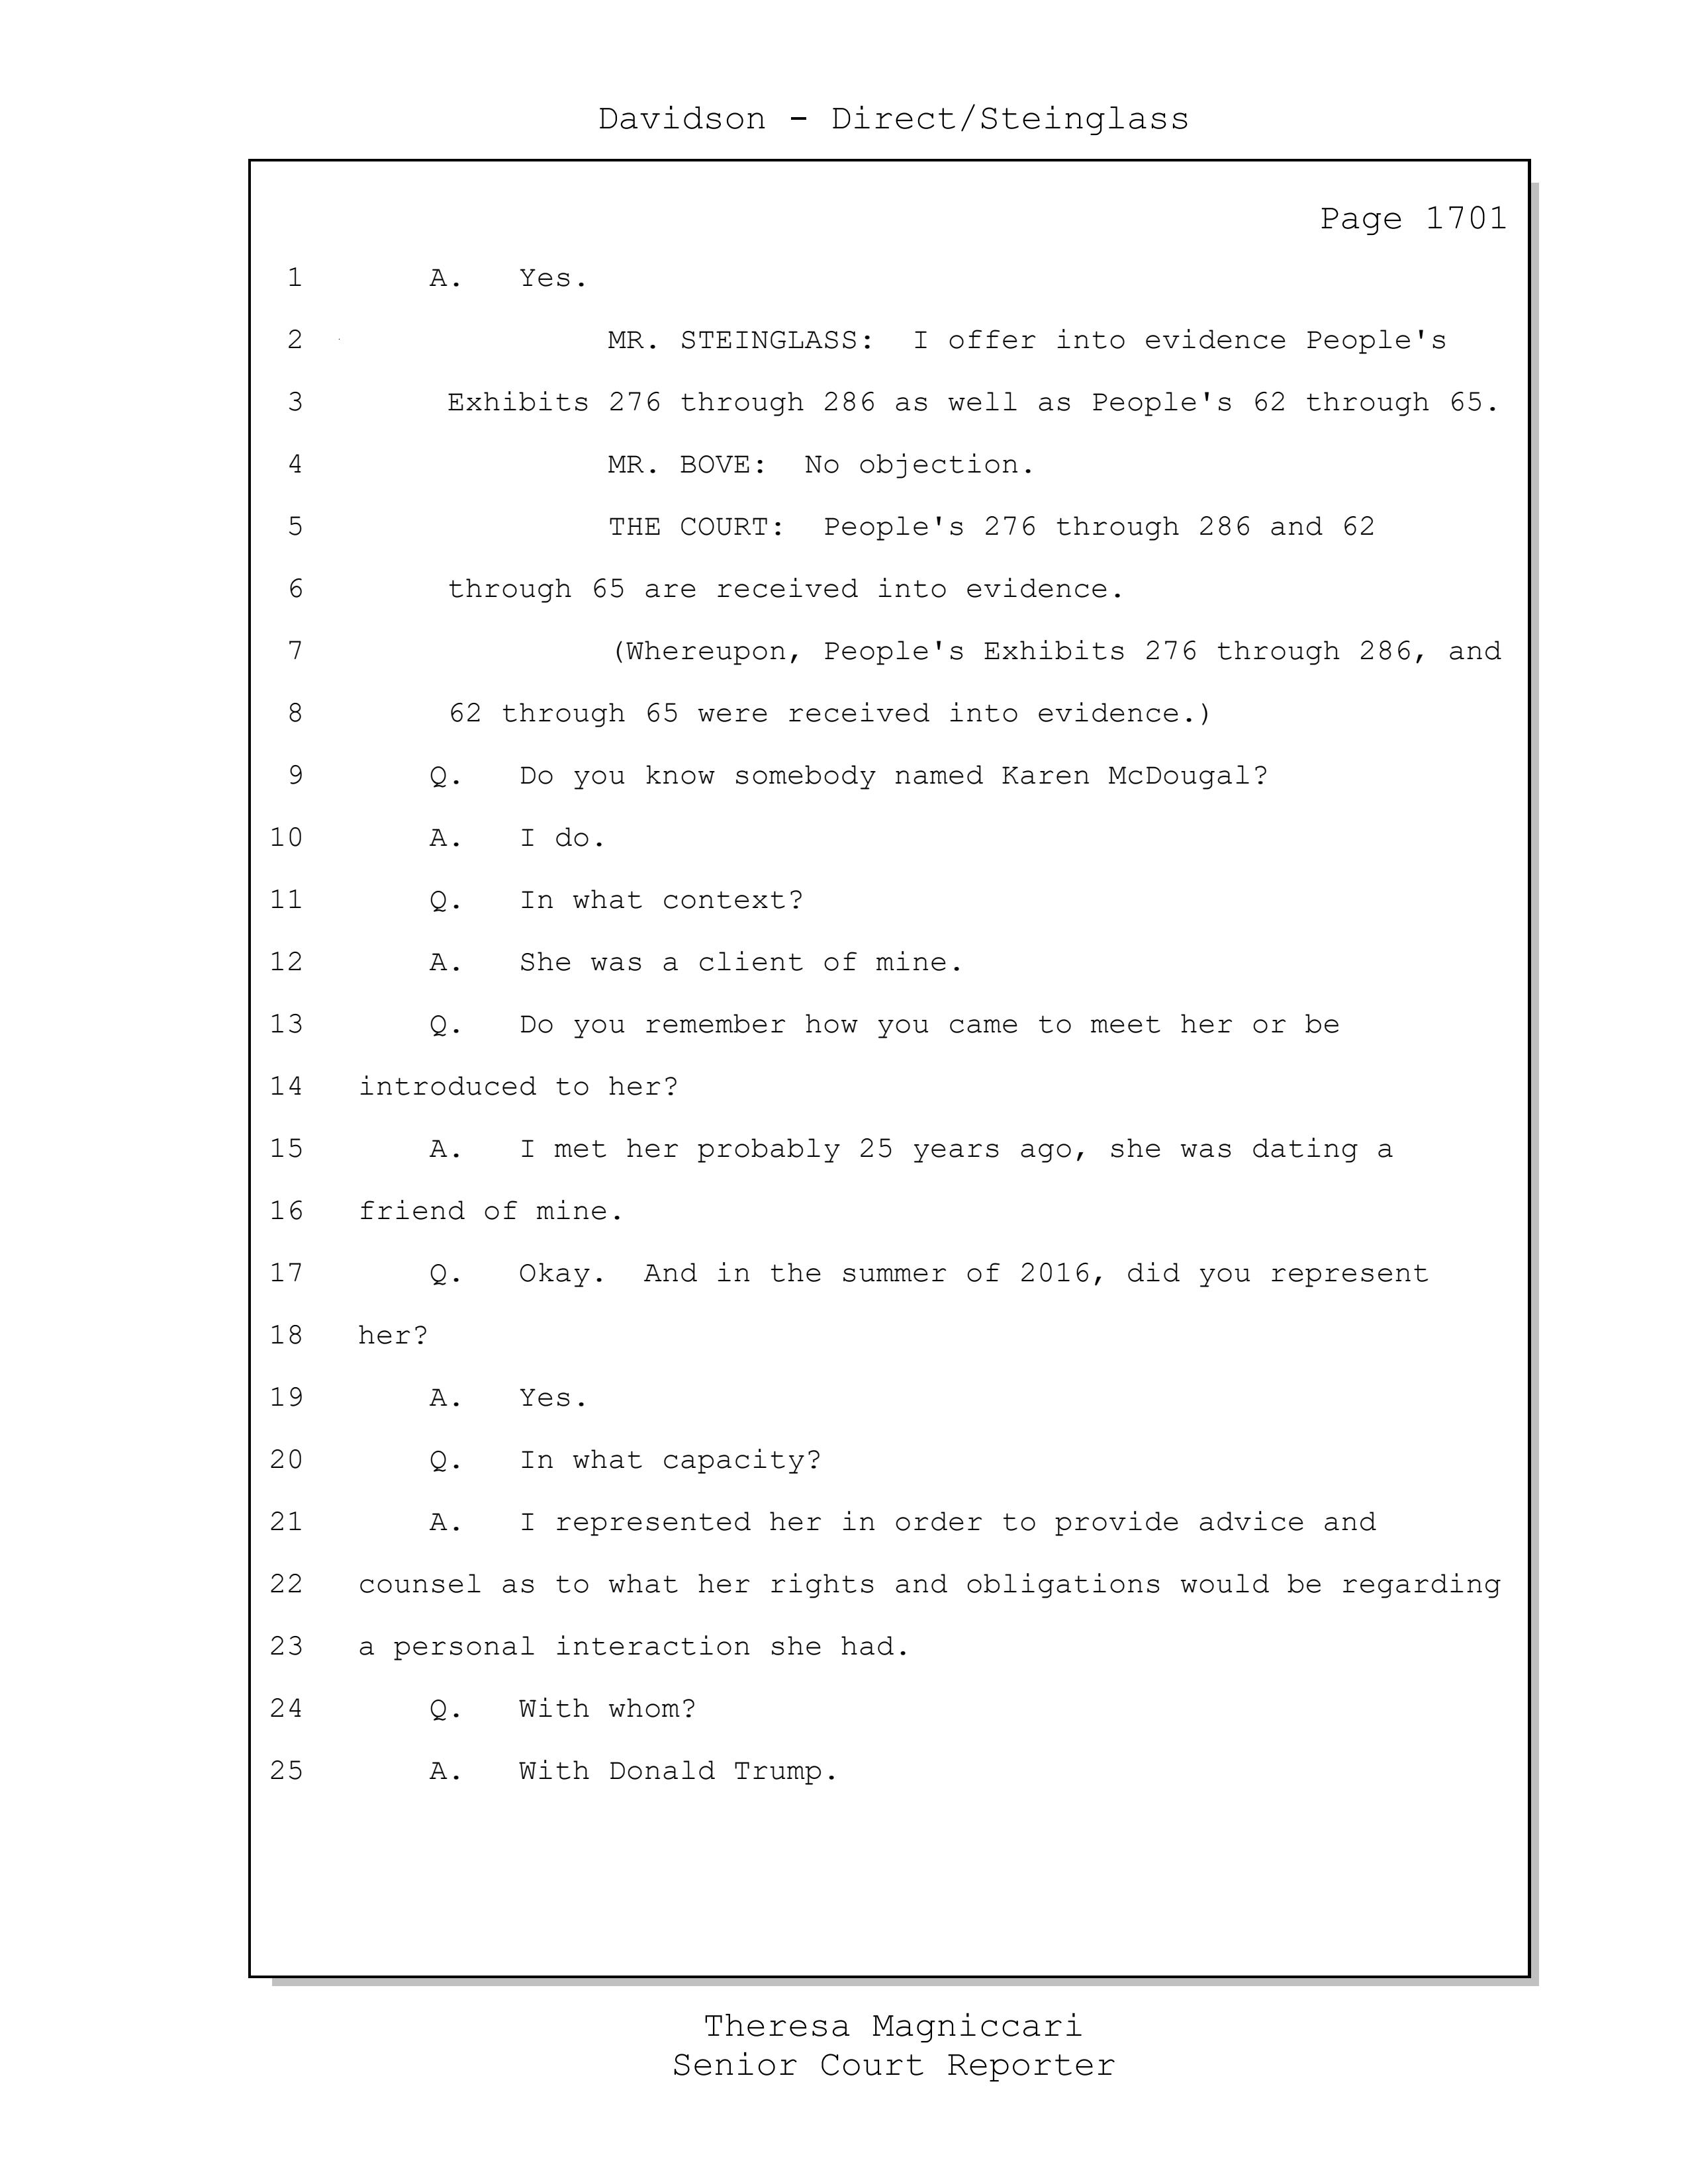 Davidson - Direct/Steinglass
Page 1701
1 A. Yes.
2 MR. STEINGLASS: I offer into evidence People's
3 Exhibits 276 through 286 as well as People's 62 through 65.
4 MR. BOVE: No objection.
5 THE COURT: People's 276 through 286 and 62
6 through 65 are received into evidence.
7 (Whereupon, People's Exhibits 276 through 286, and
8 62 through 65 were received into evidence.)
9 Q. Do you know somebody named Karen McDougal?
10 A. I do.
11 Q. In what context?
12 A. She was a client of mine.
13 Q. Do you remember how you came to meet her or be
14 introduced to her?
15 A. I met her probably 25 years ago, she was dating a
16 friend of mine.
17 Q. Okay. And in the summer of 2016, did you represent
18 her?
19 A. Yes.
20 Q. In what capacity?
21 A. I represented her in order to provide advice and
22 counsel as to what her rights and obligations would be regarding
23 a personal interaction she had.
24 Q. With whom?
25 A. With Donald Trump.
Theresa Magniccari
Senior Court Reporter